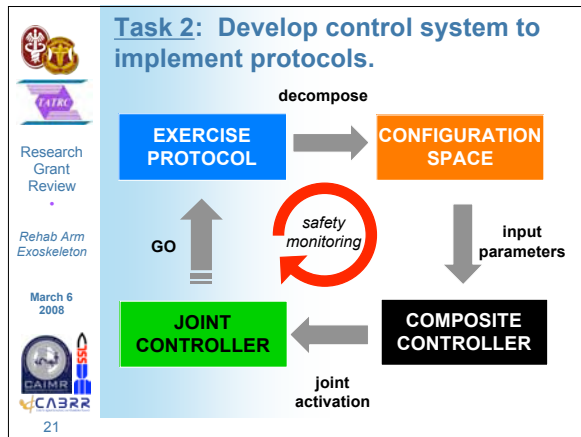 Task 2: Develop control system to
implement protocols.
TATRC
Research
Grant
Review
Rehab Arm
Exoskeleton
March 6
2008
CAIMR
SSL
CABRR
21
decompose
EXERCISE
PROTOCOL
CONFIGURATION
SPACE
safety
monitoring
GO
input
parameters
JOINT
CONTROLLER
COMPOSITE
CONTROLLER
joint
activation